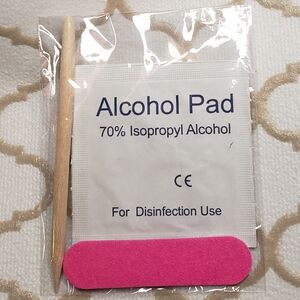 Alcohol Pad
70% Isopropyl Alcohol
CE
For Disinfection Use